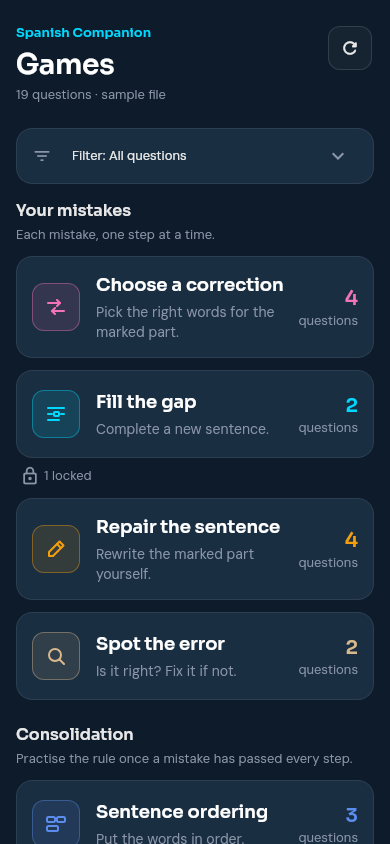 Spanish Companion
Games
19 questions · sample file
Filter: All questions
Your mistakes
Each mistake, one step at a time.
Choose a correction
Pick the right words for the
marked part.
4
questions
Fill the gap
Complete a new sentence.
2
questions
1 locked
Repair the sentence
Rewrite the marked part
yourself.
4
questions
Spot the error
Is it right? Fix it if not.
2
questions
Consolidation
Practise the rule once a mistake has passed every step.
Sentence ordering
Put the words in order.
3
questions